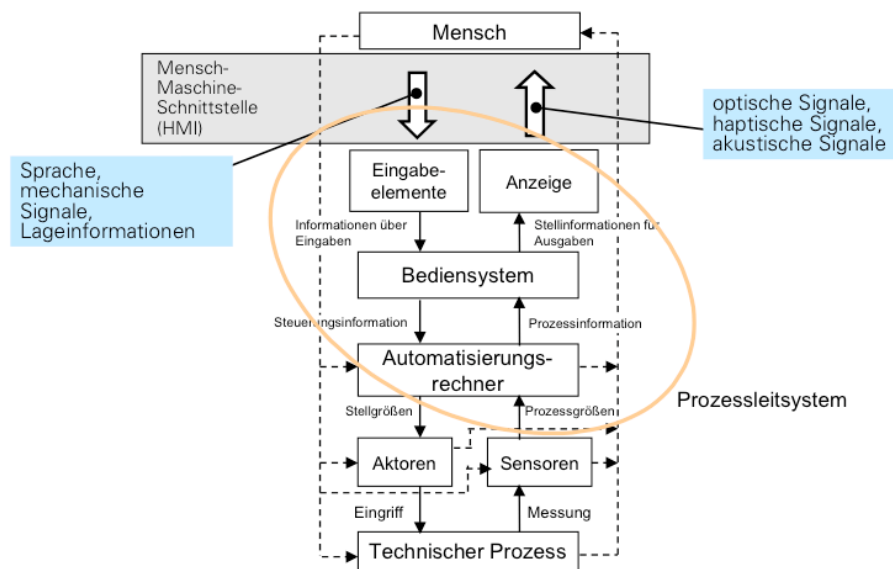 Mensch
Mensch-
Maschine-
Schnittstelle
(HMI)
optische Signale,
haptische Signale,
akustische Signale
Sprache,
mechanische
Signale,
Lageinformationen
Eingabe-
elemente
Anzeige
Informationen über
Eingaben
Stellinformationen für
Ausgaben
Bediensystem
Steuerungsinformation
Prozessinformation
Automatisierungs-
rechner
Prozessleitsystem
Stellgrößen
Prozessgrößen
Aktoren
Sensoren
Eingriff
Messung
Technischer Prozess